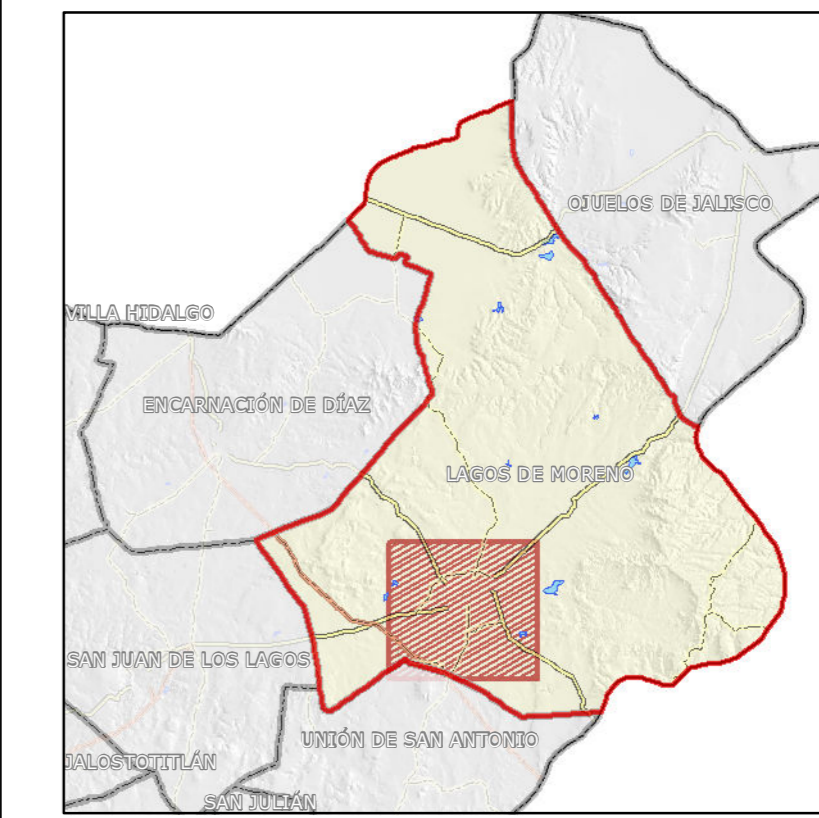 OJUELOS DE JALISCO
VILLA HIDALGO
ENCARNACIÓN DE DÍAZ
LAGOS DE MORENO
SAN JUAN DE LOS LAGOS
UNIÓN DE SAN ANTONIO
JALOSTOTITLÁN
SAN JULIÁN